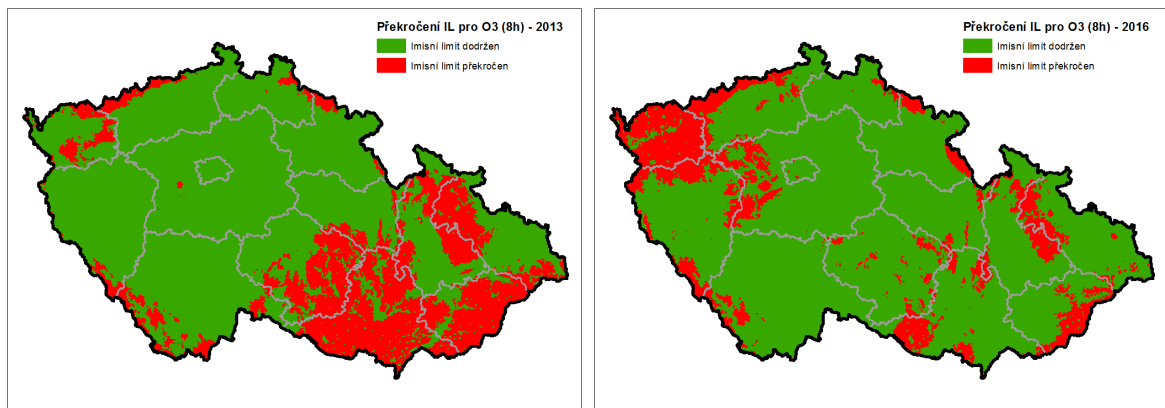 Překročení IL pro O3 (8h) - 2013
Imisní limit dodržen
Imisní limit překročen
Překročení IL pro O3 (8h) - 2016
Imisní limit dodržen
Imisní limit překročen